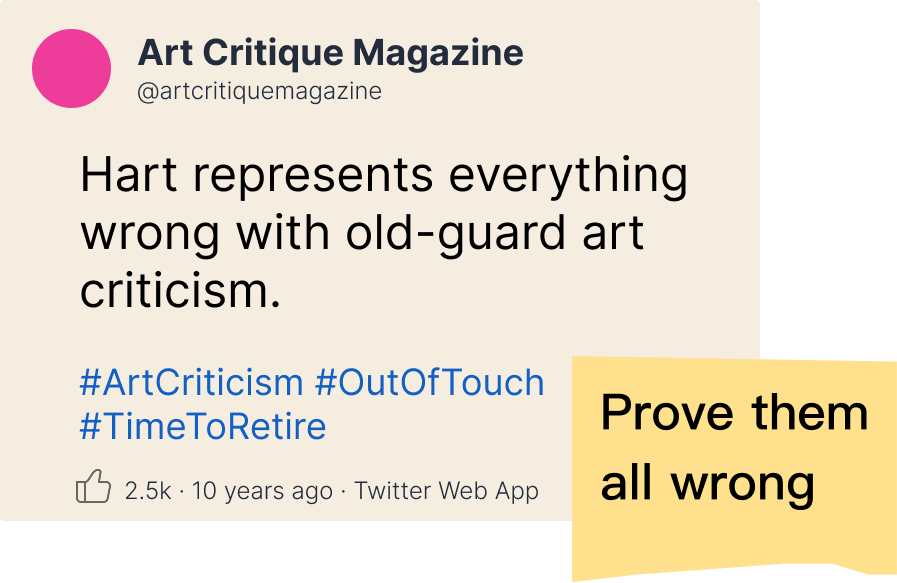 Art Critique Magazine
@artcritiquemagazine
Hart represents everything
wrong with old-guard art
criticism.
#ArtCriticism #OutOfTouch
#TimeToRetire
2.5k · 10 years ago · Twitter Web App
Prove them
all wrong